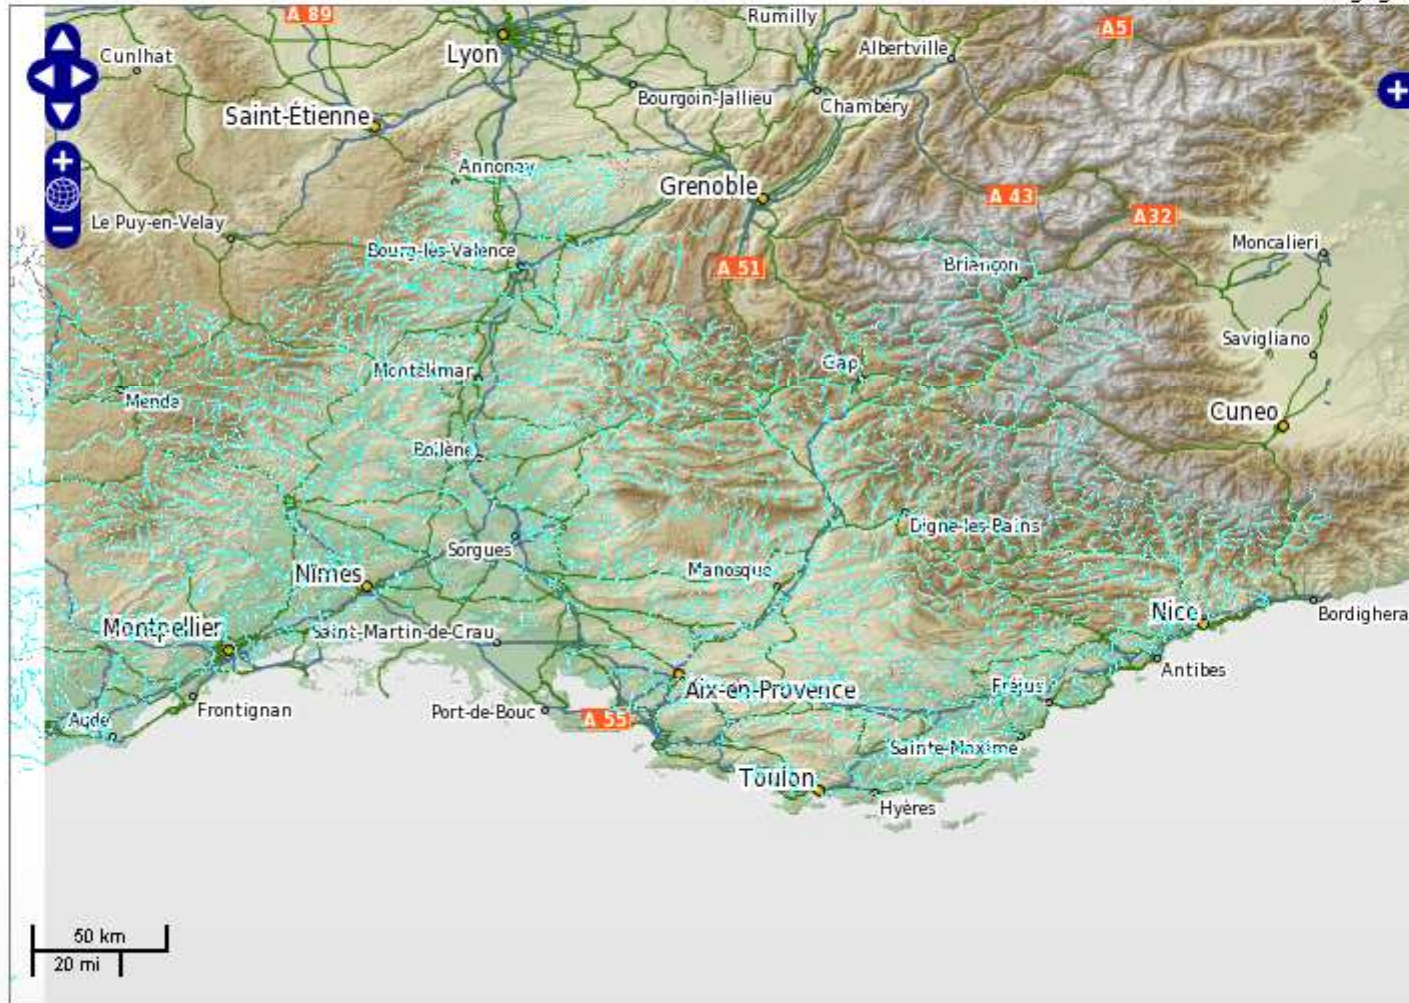 A 89
Rumilly
A5
Cunlhat
Lyon
Albertville
Bourgoin-Jallieu
Chambéry
Saint-Étienne
Annonay
Grenoble
A 43
A32
Le Puy-en-Velay
Bourg-lès-Valence
Moncalieri
A 51
Briançon
Savigliano
Montélimar
Gap
Mende
Cuneo
Bollène
Digne-les-Bains
Sorgues
Nîmes
Manosque
Nice
Bordighera
Montpellier
Saint-Martin-de-Crau
Antibes
Aix-en-Provence
Fréjus
Frontignan
Port-de-Bouc
A 55
Agde
Sainte-Maxime
Toulon
Hyères
50 km
20 mi